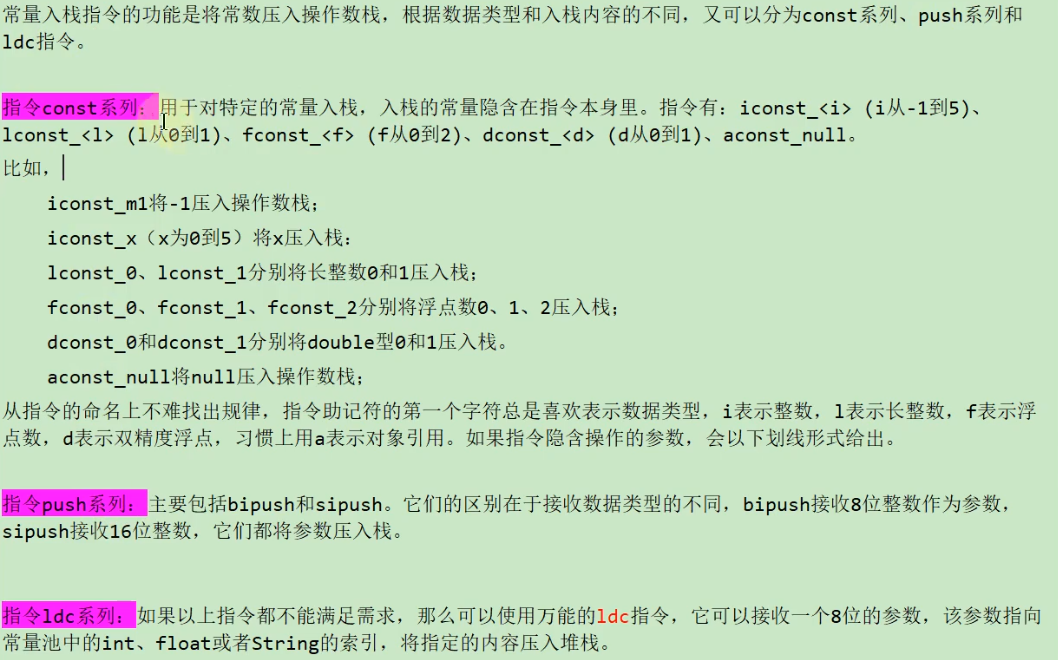 常量入栈指令的功能是将常数压入操作数栈，根据数据类型和入栈内容的不同，又可以分为const系列、push系列和
ldc指令。
指令const系列：用于对特定的常量入栈，入栈的常量隐含在指令本身里。指令有：iconst_<i> (i从-1到5)、
lconst_<l> (l从0到1)、fconst_<f> (f从0到2)、dconst_<d> (d从0到1)、aconst_null。
比如，
iconst_m1将-1压入操作数栈；
iconst_x（x为0到5）将x压入栈：
lconst_0、lconst_1分别将长整数0和1压入栈；
fconst_0、fconst_1、fconst_2分别将浮点数0、1、2压入栈；
dconst_0和dconst_1分别将double型0和1压入栈。
aconst_null将null压入操作数栈；
从指令的命名上不难找出规律，指令助记符的第一个字符总是喜欢表示数据类型，i表示整数，l表示长整数，f表示浮
点数，d表示双精度浮点，习惯上用a表示对象引用。如果指令隐含操作的参数，会以下划线形式给出。
指令push系列：主要包括bipush和sipush。它们的区别在于接收数据类型的不同，bipush接收8位整数作为参数，
sipush接收16位整数，它们都将参数压入栈。
指令ldc系列：如果以上指令都不能满足需求，那么可以使用万能的ldc指令，它可以接收一个8位的参数，该参数指向
常量池中的int、float或者String的索引，将指定的内容压入堆栈。